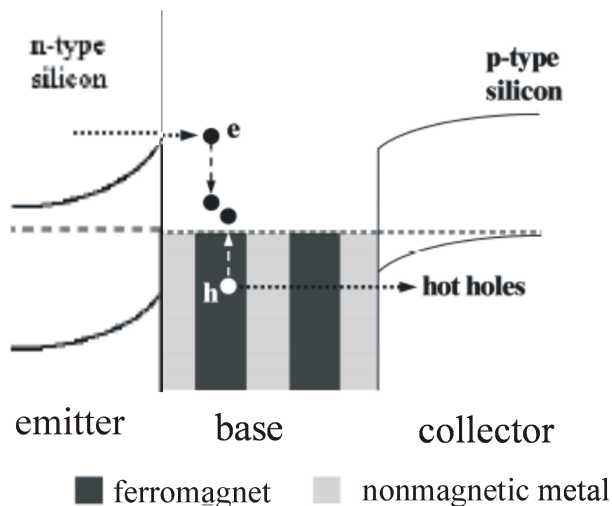 n-type
silicon
p-type
silicon
e
h
hot holes
emitter
base
collector
ferromagnet
nonmagnetic metal